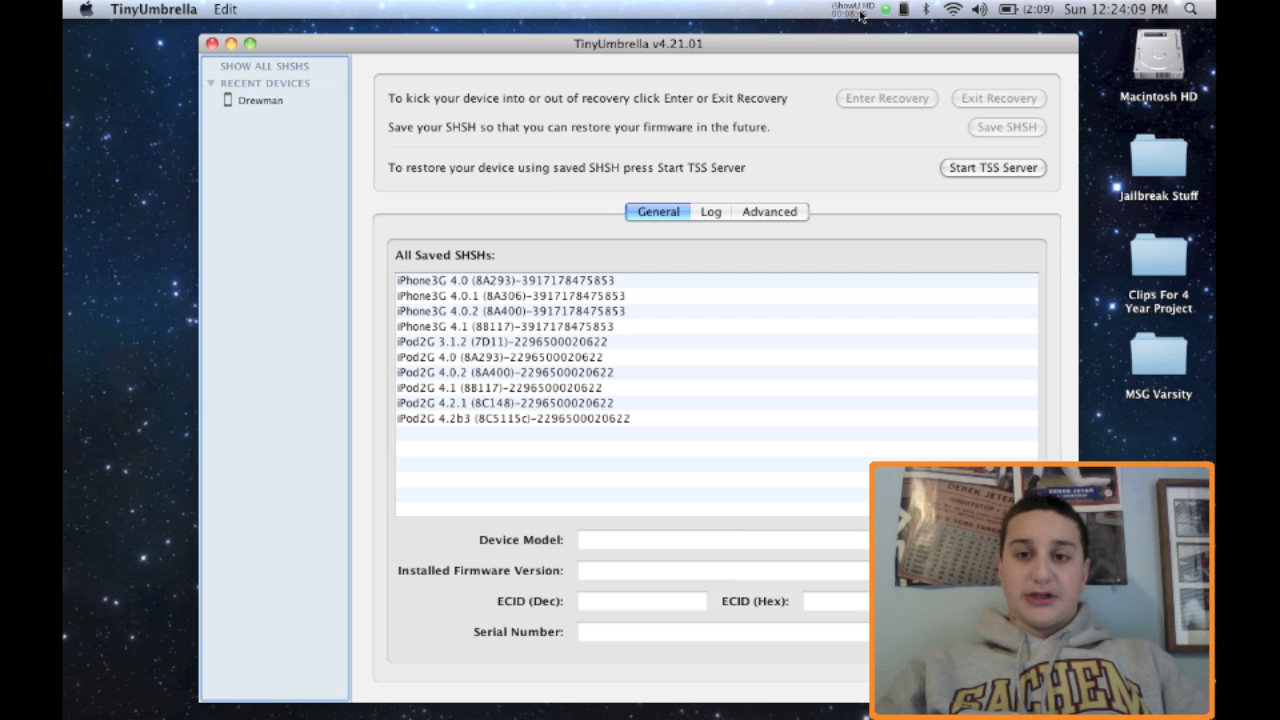 TinyUmbrella Edit
iShowU HD
(2:09) Sun 12:24:09 PM
TinyUmbrella v4.21.01
SHOW ALL SHSHS
RECENT DEVICES
Drewman
To kick your device into or out of recovery click Enter or Exit Recovery
Enter Recovery
Exit Recovery
Save your SHSH so that you can restore your firmware in the future.
Save SHSH
To restore your device using saved SHSH press Start TSS Server
Start TSS Server
General Log Advanced
All Saved SHSHs:
iPhone3G 4.0 (8A293)-3917178475853
iPhone3G 4.0.1 (8A306)-3917178475853
iPhone3G 4.0.2 (8A400)-3917178475853
iPhone3G 4.1 (8B117)-3917178475853
iPod2G 3.1.2 (7D11)-2296500020622
iPod2G 4.0 (8A293)-2296500020622
iPod2G 4.0.2 (8A400)-2296500020622
iPod2G 4.1 (8B117)-2296500020622
iPod2G 4.2.1 (8C148)-2296500020622
iPod2G 4.2b3 (8C5115c)-2296500020622
Device Model:
Installed Firmware Version:
ECID (Dec):
ECID (Hex):
Serial Number:
Macintosh HD
Jailbreak Stuff
Clips For 4
Year Project
MSG Varsity
DEREK JETER
DEREK JETER
SACHEM